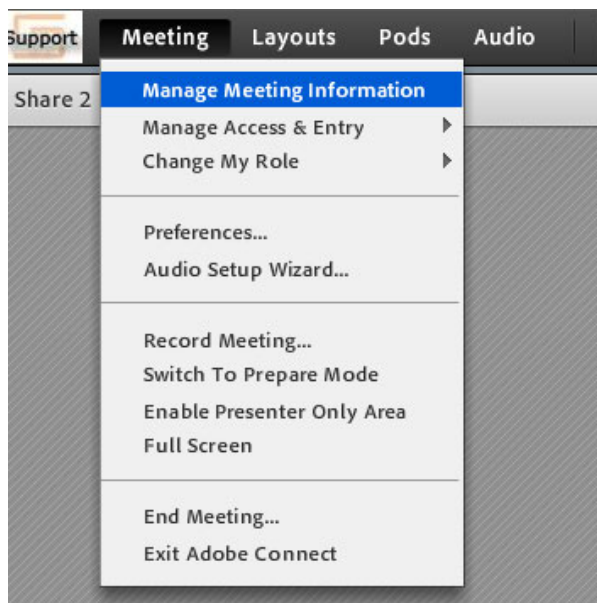 Support Meeting Layouts Pods Audio
Share 2
Manage Meeting Information
Manage Access & Entry
Change My Role
Preferences...
Audio Setup Wizard...
Record Meeting...
Switch To Prepare Mode
Enable Presenter Only Area
Full Screen
End Meeting...
Exit Adobe Connect